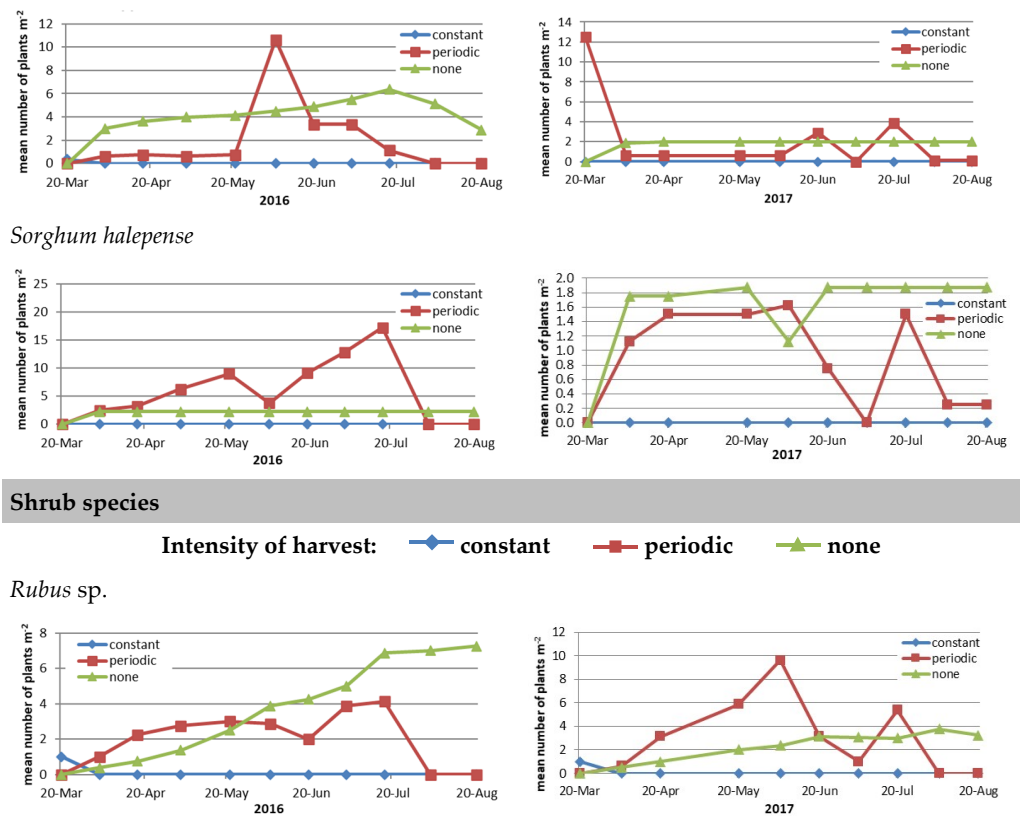 mean number of plants m-2
12
10
8
6
4
2
0
constant
periodic
none
20-Mar 20-Apr 20-May 20-Jun 20-Jul 20-Aug
2016
mean number of plants m-2
14
12
10
8
6
4
2
0
constant
periodic
none
20-Mar 20-Apr 20-May 20-Jun 20-Jul 20-Aug
2017
Sorghum halepense
mean number of plants m-2
25
20
15
10
5
0
constant
periodic
none
20-Mar 20-Apr 20-May 20-Jun 20-Jul 20-Aug
2016
mean number of plants m-2
2.0
1.8
1.6
1.4
1.2
1.0
0.8
0.6
0.4
0.2
0.0
constant
periodic
none
20-Mar 20-Apr 20-May 20-Jun 20-Jul 20-Aug
2017
Shrub species
Intensity of harvest: constant periodic none
Rubus sp.
mean number of plants m-2
8
6
4
2
0
constant
periodic
none
20-Mar 20-Apr 20-May 20-Jun 20-Jul 20-Aug
2016
mean number of plants m-2
12
10
8
6
4
2
0
constant
periodic
none
20-Mar 20-Apr 20-May 20-Jun 20-Jul 20-Aug
2017